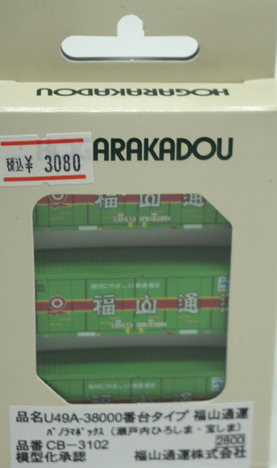 HOGARAKADOU
ARAKADOU
税込¥ 3080
福山通
福山通
品名U49A-38000番台タイプ 福山通運
パノラマボックス(瀬戸内ひろしま・宝しま)
品番CB-3102
2800
模型化承認
福山通運株式会社